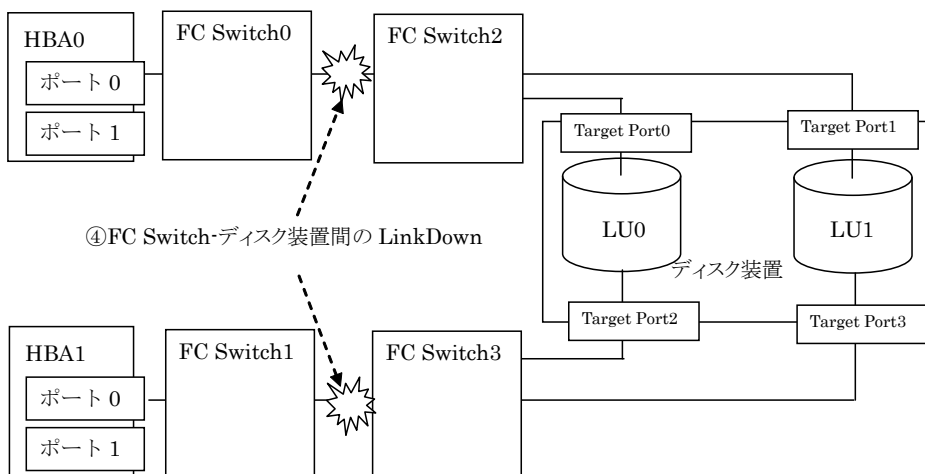 HBA0
ポート 0
ポート 1
FC Switch0
FC Switch2
Target Port0
Target Port1
LU0
LU1
ディスク装置
④FC Switch-ディスク装置間の LinkDown
Target Port2
Target Port3
HBA1
ポート 0
ポート 1
FC Switch1
FC Switch3